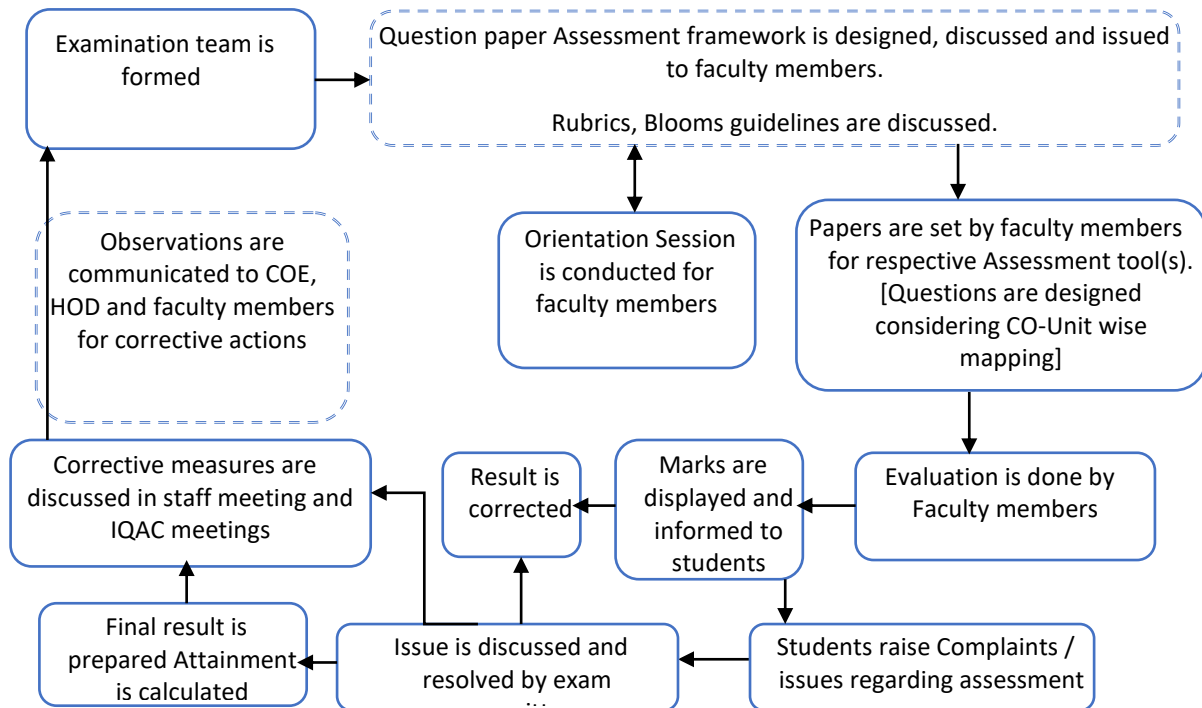 Examination team is
formed
Question paper Assessment framework is designed, discussed and issued
to faculty members.
Rubrics, Blooms guidelines are discussed.
Observations are
communicated to COE,
HOD and faculty members
for corrective actions
Orientation Session
is conducted for
faculty members
Papers are set by faculty members
for respective Assessment tool(s).
[Questions are designed
considering CO-Unit wise
mapping]
Corrective measures are
discussed in staff meeting and
IQAC meetings
Result is
corrected
Marks are
displayed and
informed to
students
Evaluation is done by
Faculty members
Final result is
prepared Attainment
is calculated
Issue is discussed and
resolved by exam
Students raise Complaints /
issues regarding assessment